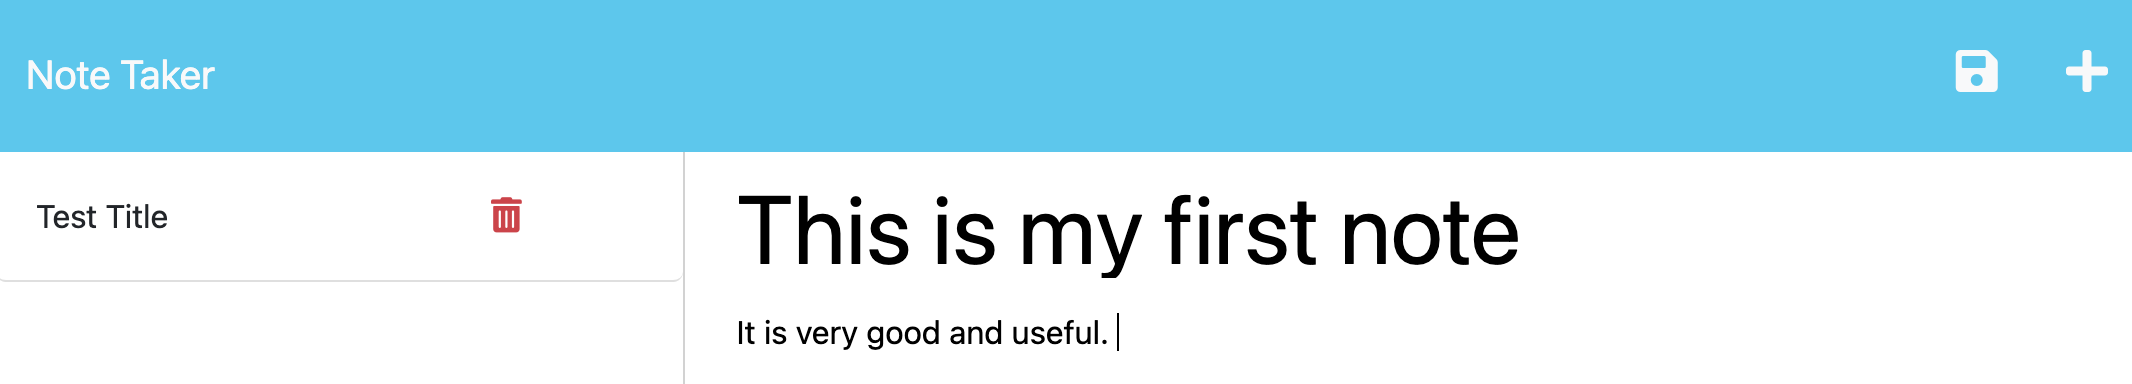 Note Taker
Test Title
This is my first note
It is very good and useful.